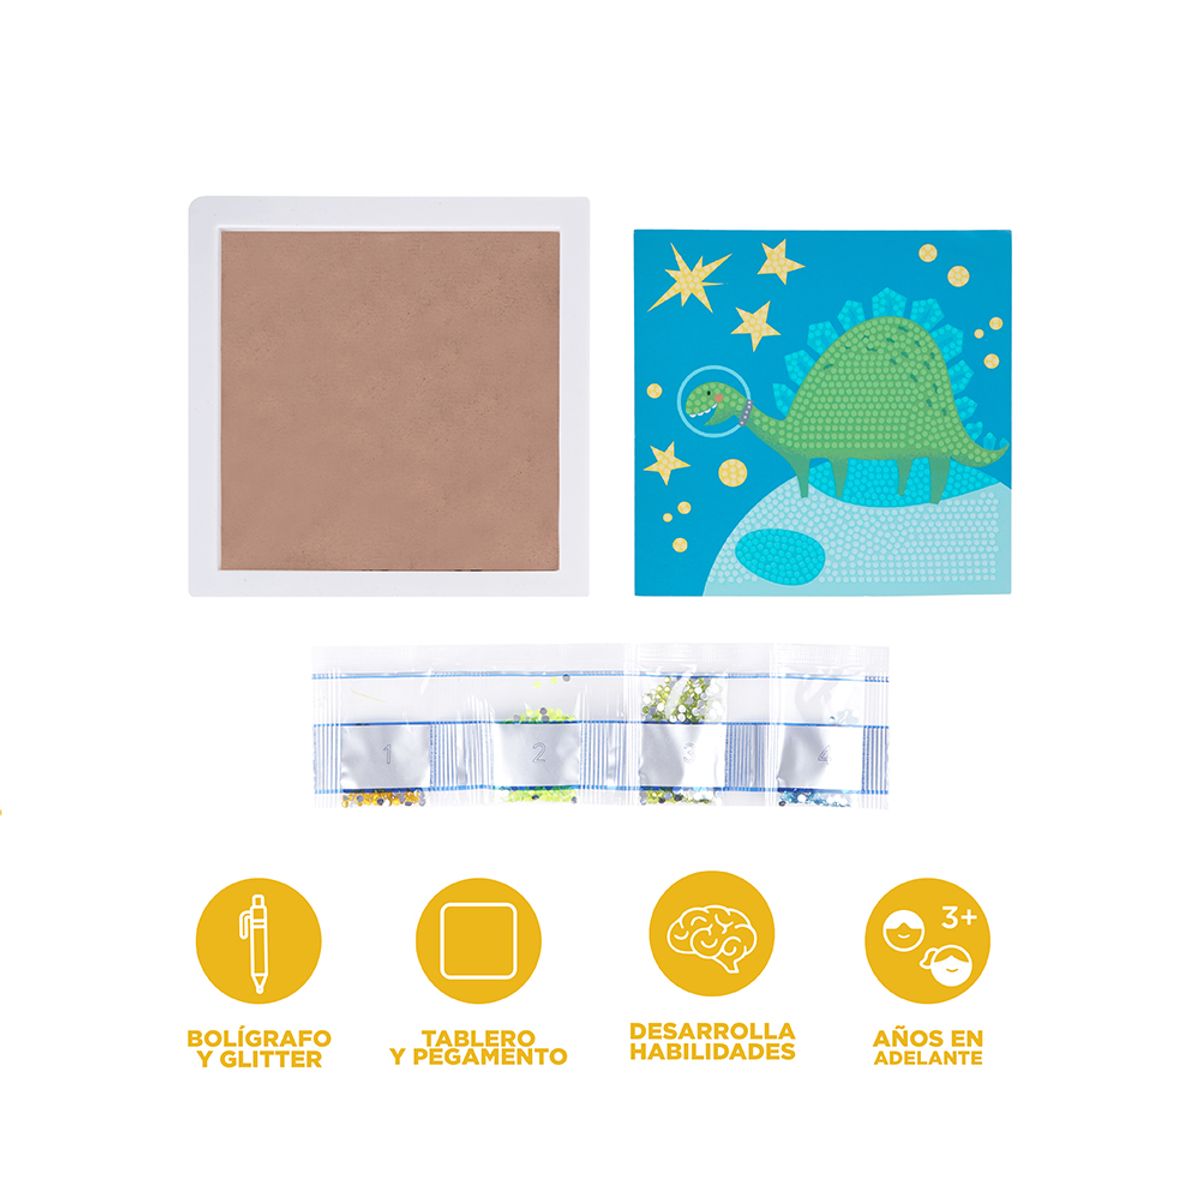 1
2
3
4
3+
BOLÍGRAFO
Y GLITTER
TABLERO
Y PEGAMENTO
DESARROLLA
HABILIDADES
AÑOS EN
ADELANTE